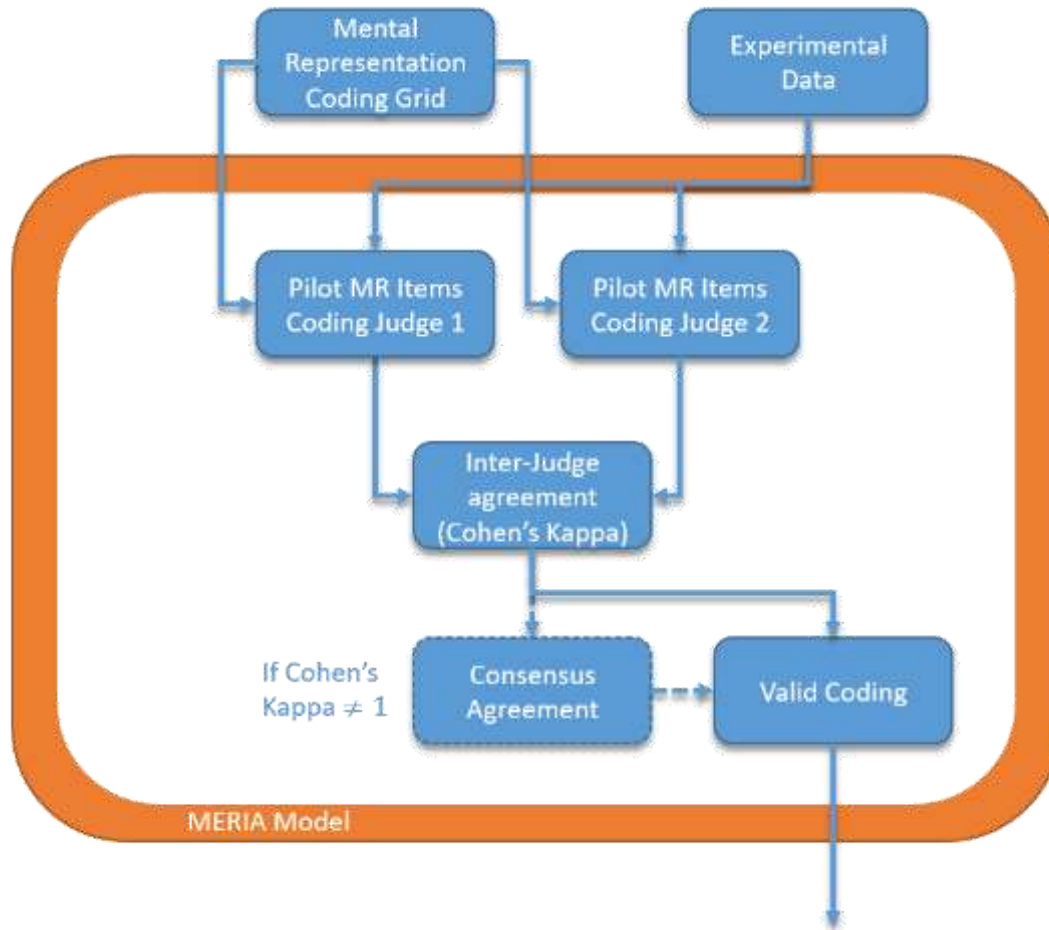 Mental
Representation
Coding Grid
Experimental
Data
Pilot MR Items
Coding Judge 1
Pilot MR Items
Coding Judge 2
Inter-Judge
agreement
(Cohen's Kappa)
If Cohen's
Kappa ≠ 1
Consensus
Agreement
Valid Coding
MERIA Model